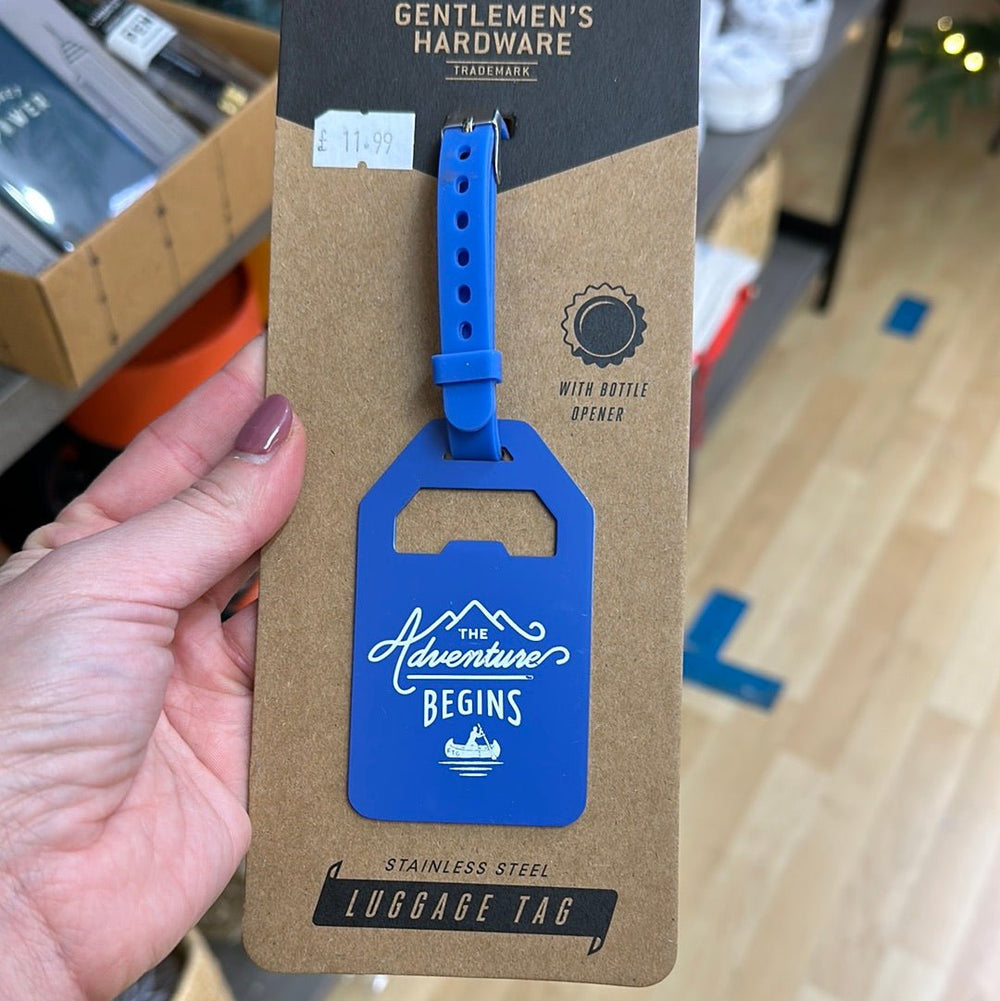 GENTLEMEN'S
HARDWARE
TRADEMARK
£ 11.99
WITH BOTTLE
OPENER
THE
Adventure
BEGINS
STAINLESS STEEL
LUGGAGE TAG